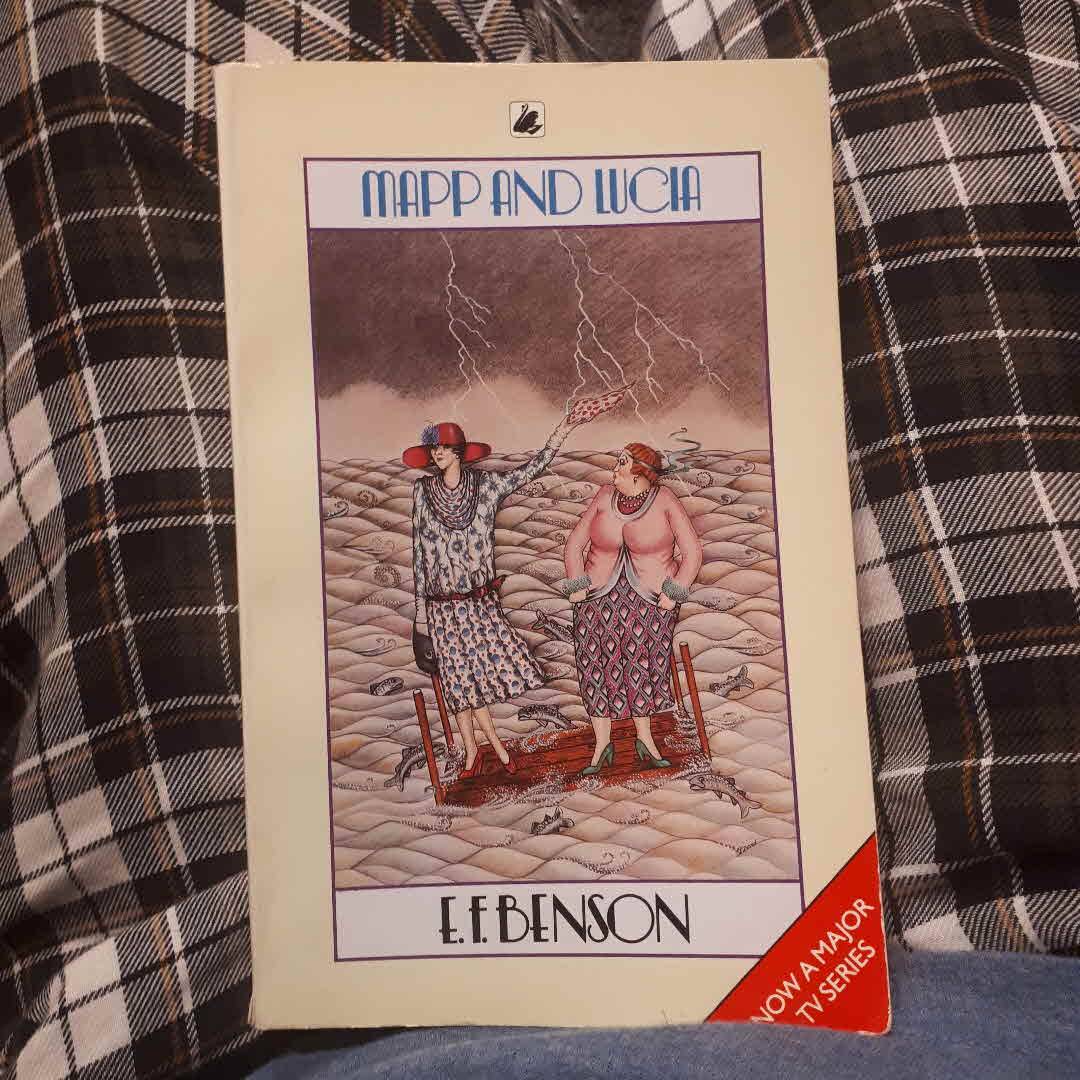 MAPP AND LUCIA
E.F. BENSON
NOW A MAJOR
TV SERIES